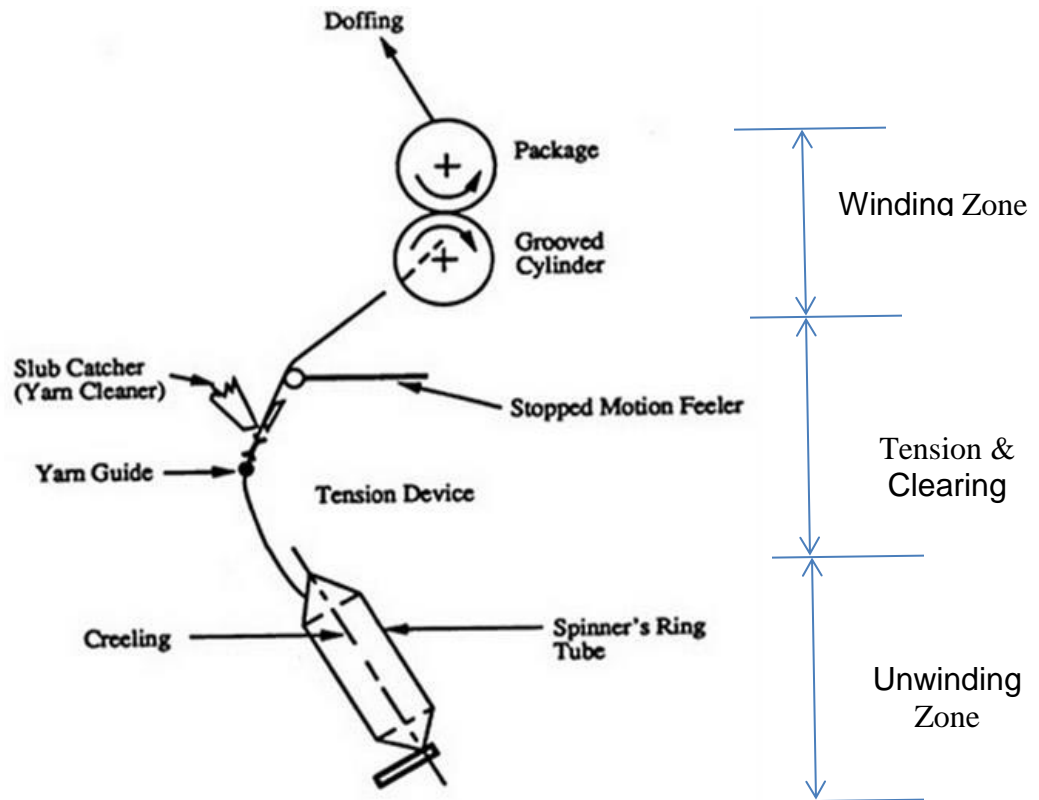 Doffing
Package
Winding Zone
Grooved
Cylinder
Slub Catcher
(Yarn Cleaner)
Stopped Motion Feeler
Tension &
Clearing
Yarn Guide
Tension Device
Creeling
Spinner's Ring
Tube
Unwinding
Zone